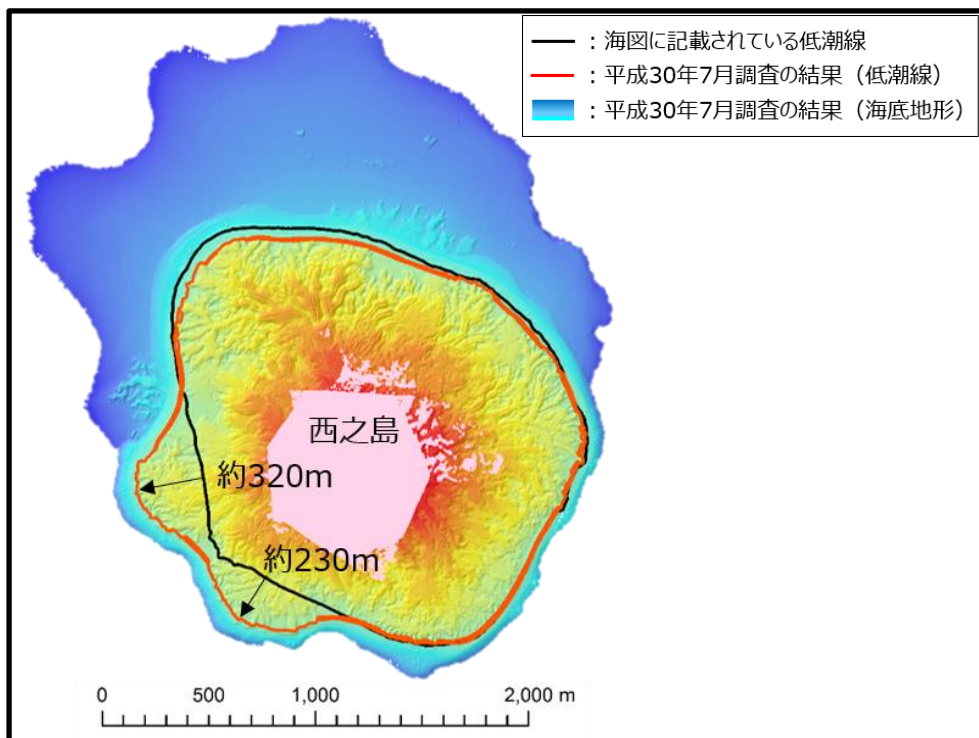 ：海図に記載されている低潮線
：平成30年7月調査の結果（低潮線）
：平成30年7月調査の結果（海底地形）
西之島
約320m
約230m
0 500 1,000 2,000 m